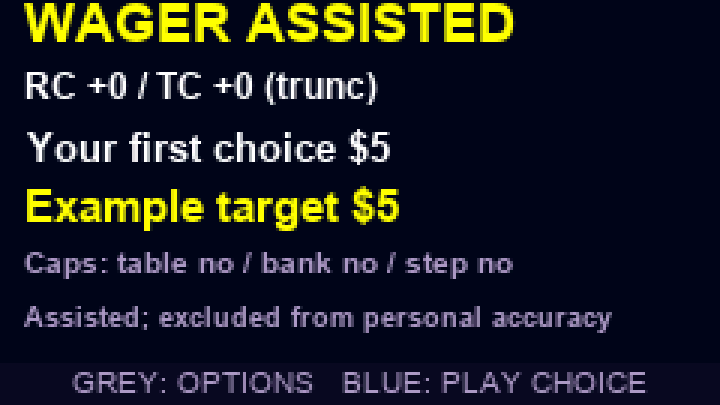 WAGER ASSISTED
RC +0 / TC +0 (trunc)
Your first choice $5
Example target $5
Caps: table no / bank no / step no
Assisted; excluded from personal accuracy
GREY: OPTIONS BLUE: PLAY CHOICE